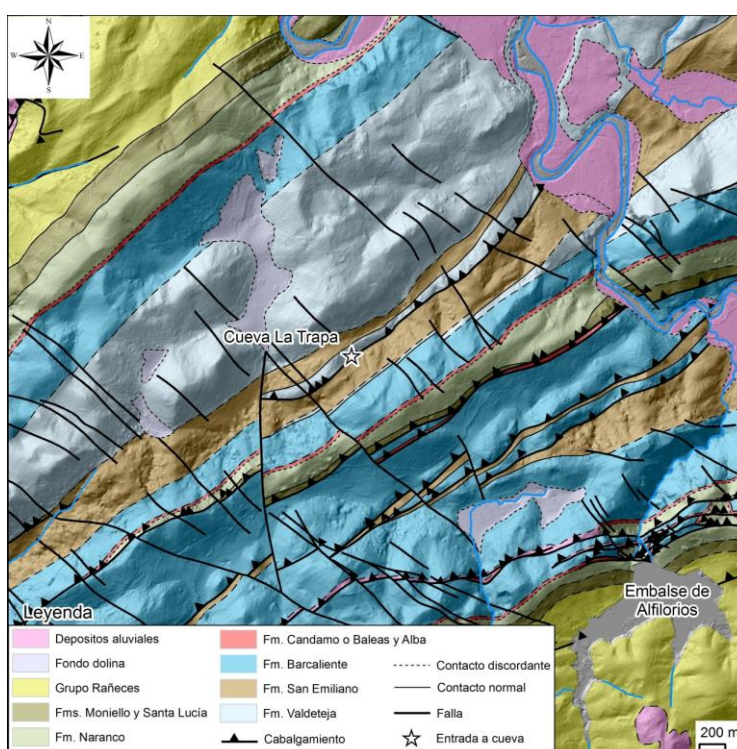 N
W E
S
Cueva La Trapa
Embalse de
Alfilorios
Leyenda
Depositos aluviales
Fondo dolina
Grupo Rañeces
Fms. Moniello y Santa Lucía
Fm. Naranco
Fm. Candamo o Baleas y Alba
Fm. Barcaliente
Fm. San Emiliano
Fm. Valdeteja
Cabalgamiento
Contacto discordante
Contacto normal
Falla
Entrada a cueva
200 m